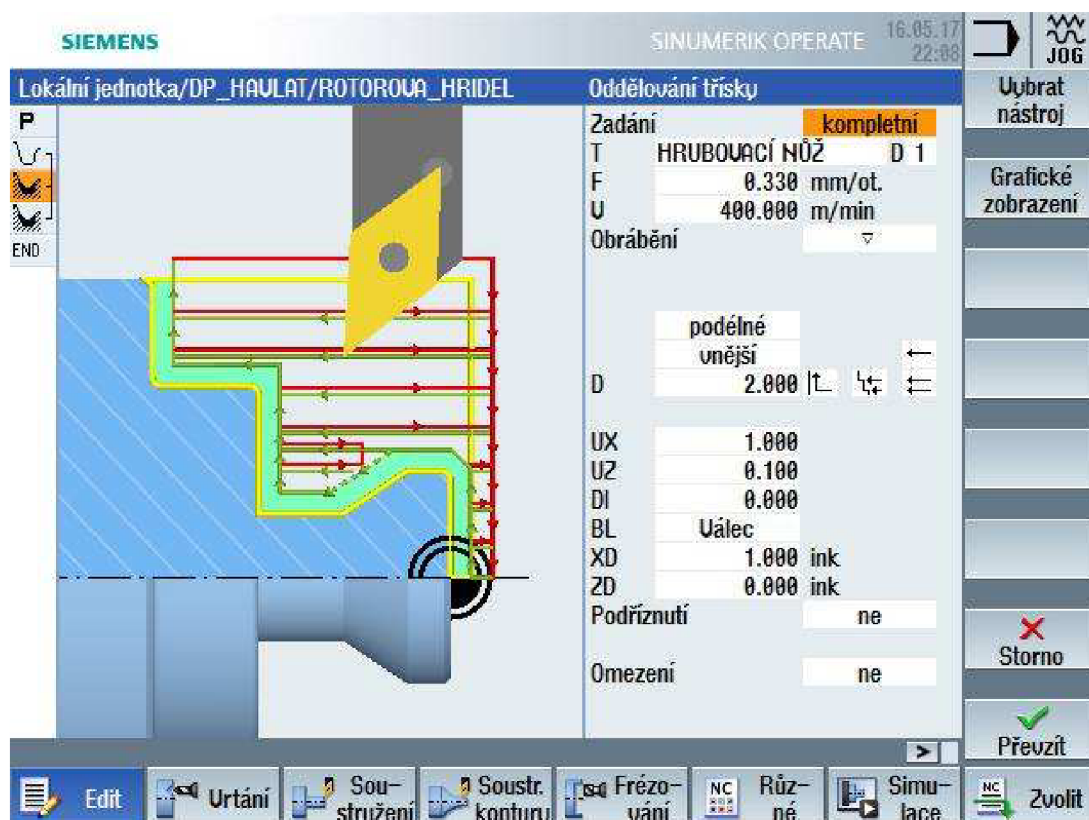 SIEMENS
SINUMERIK OPERATE
16.05.17
22:08
JOG
Lokální jednotka/DP_HAVLAT/ROTOROVA_HRIDEL
Oddělování třísky
P
END
Zadání kompletní
T HRUBOVACÍ NŮŽ D 1
F 0.330 mm/ot.
V 400.000 m/min
Obrábění ▽
podélné
vnější
D 2.000
UX 1.000
UZ 0.100
DI 0.000
BL Válec
XD 1.000 ink
ZD 0.000 ink
Podříznutí ne
Omezení ne
Vybrat
nástroj
Grafické
zobrazení
Storno
Převzít
>
Edit
Vrtání
Sou-
stružení
Soustr.
konturu
Frézo-
vání
NC
Růz-
né
Simu-
lace
NC
Zvolit